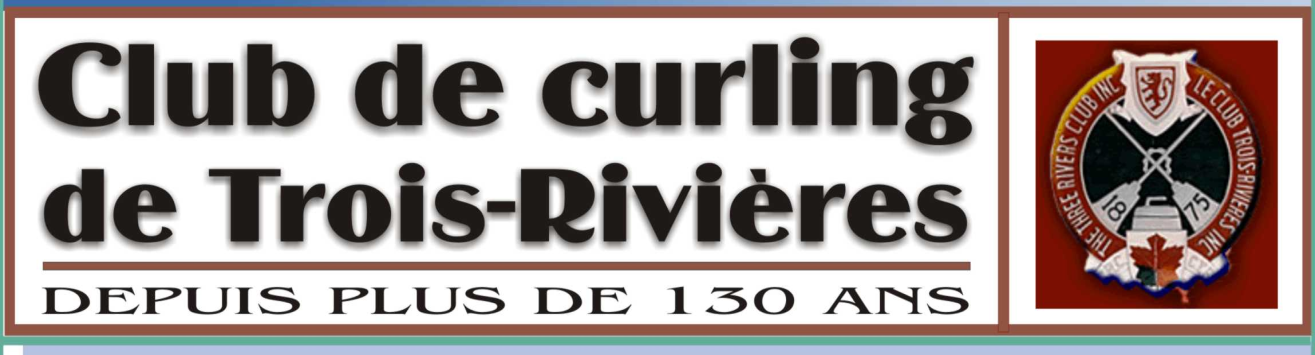 Club de curling
de Trois-Rivières
DEPUIS PLUS DE 130 ANS
THE THREE RIVERS CLUB INC
LE CLUB TROIS-RIVIERES INC
18 75